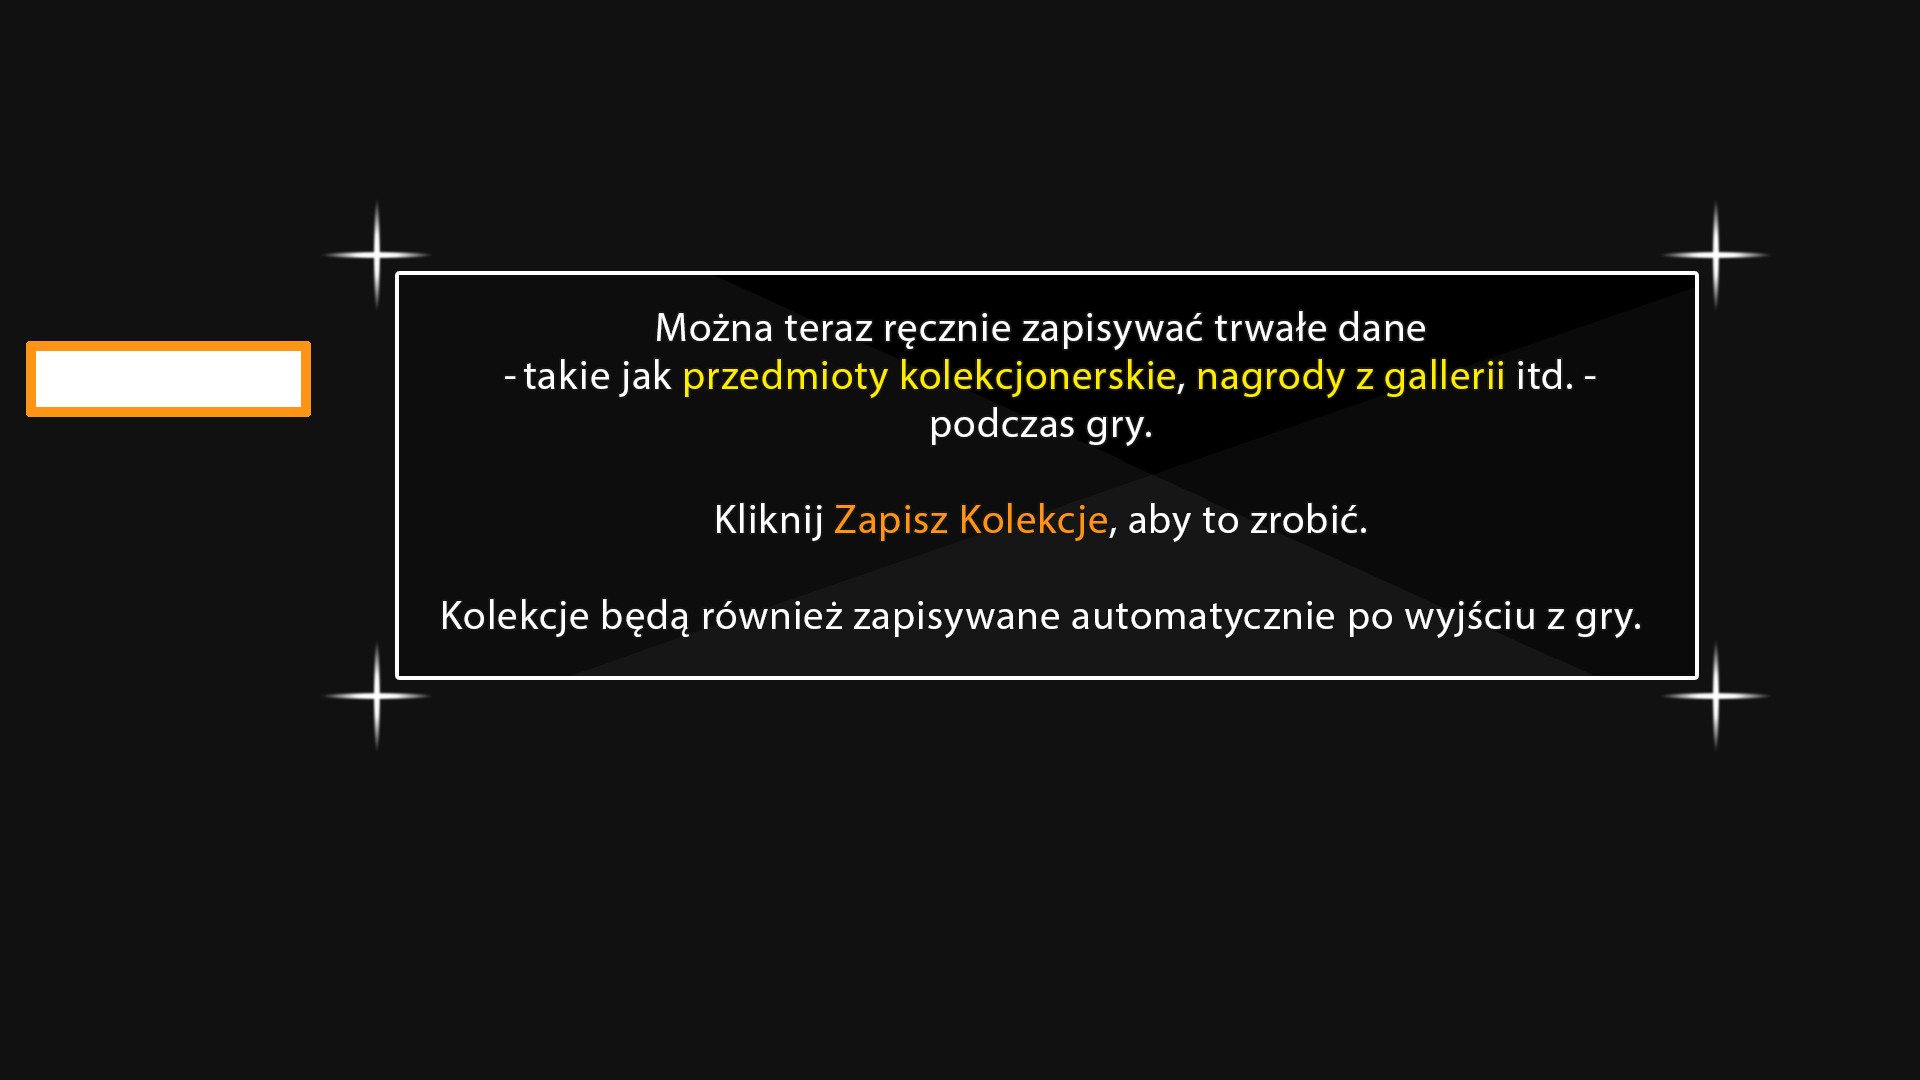 Można teraz ręcznie zapisywać trwałe dane
- takie jak przedmioty kolekcjonerskie, nagrody z gallerii itd. -
podczas gry.
Kliknij Zapisz Kolekcje, aby to zrobić.
Kolekcje będą również zapisywane automatycznie po wyjściu z gry.